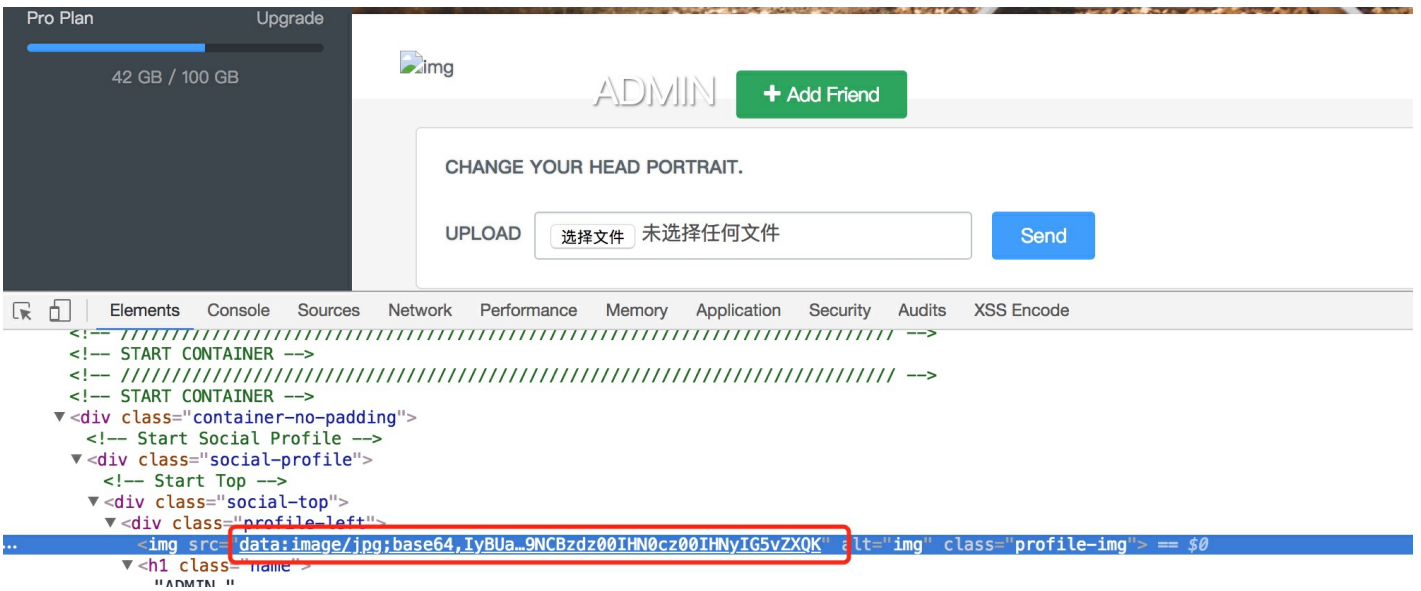 Pro Plan Upgrade
42 GB / 100 GB
img
ADMIN + Add Friend
CHANGE YOUR HEAD PORTRAIT.
UPLOAD 选择文件 未选择任何文件 Send
Elements Console Sources Network Performance Memory Application Security Audits XSS Encode
<!-- START CONTAINER -->
<!-- START CONTAINER -->
▼<div class="container-no-padding">
<!-- Start Social Profile -->
▼<div class="social-profile">
<!-- Start Top -->
▼<div class="social-top">
▼<div class="profile-left">
... <img src="data:image/jpg;base64,IyBUa…9NCBzdz00IHN0cz00IHNyIG5vZXQK" alt="img" class="profile-img"> == $0
▼<h1 class="name">
"ADMIN "